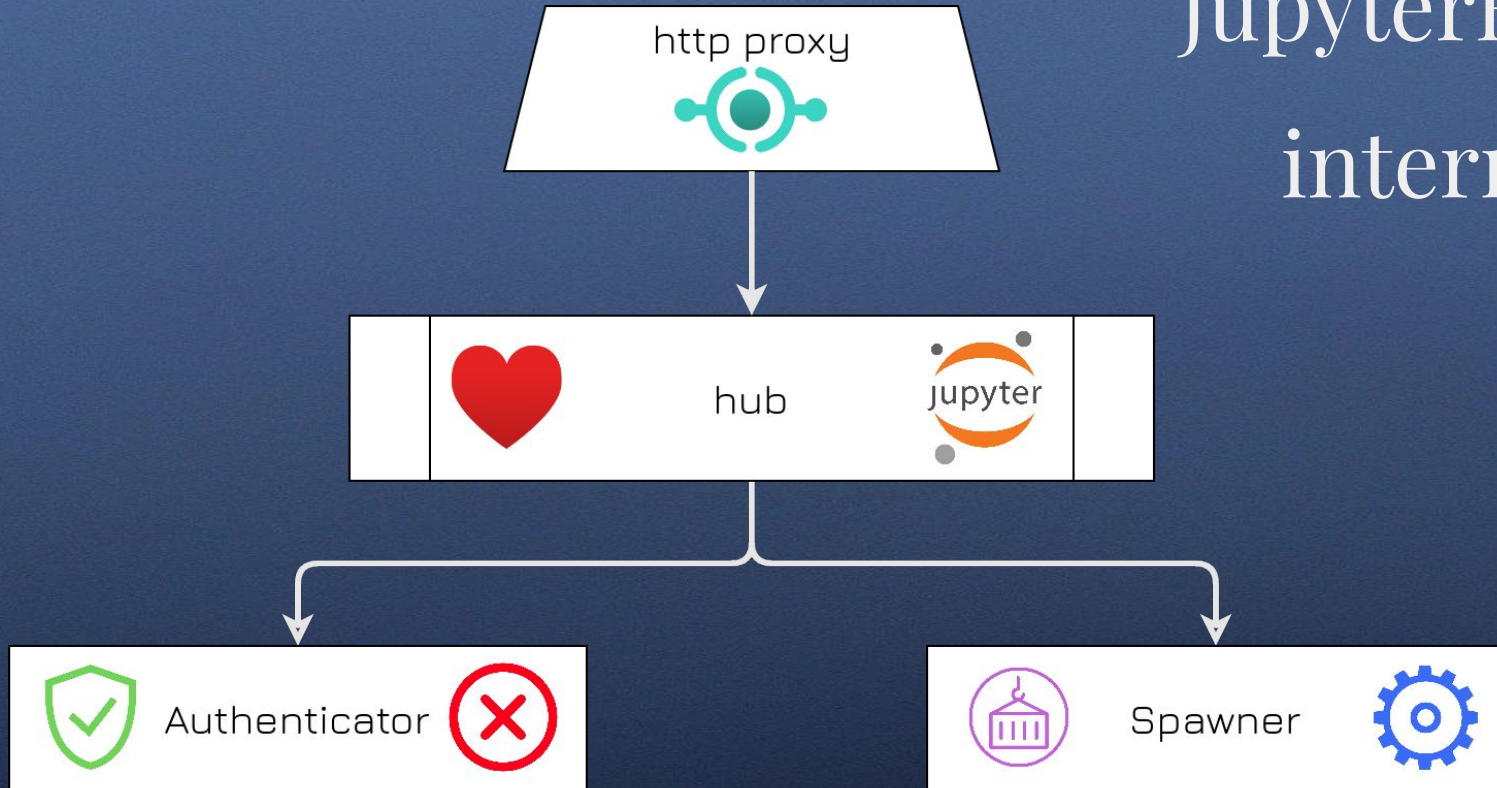 http proxy
hub
jupyter
Authenticator
Spawner